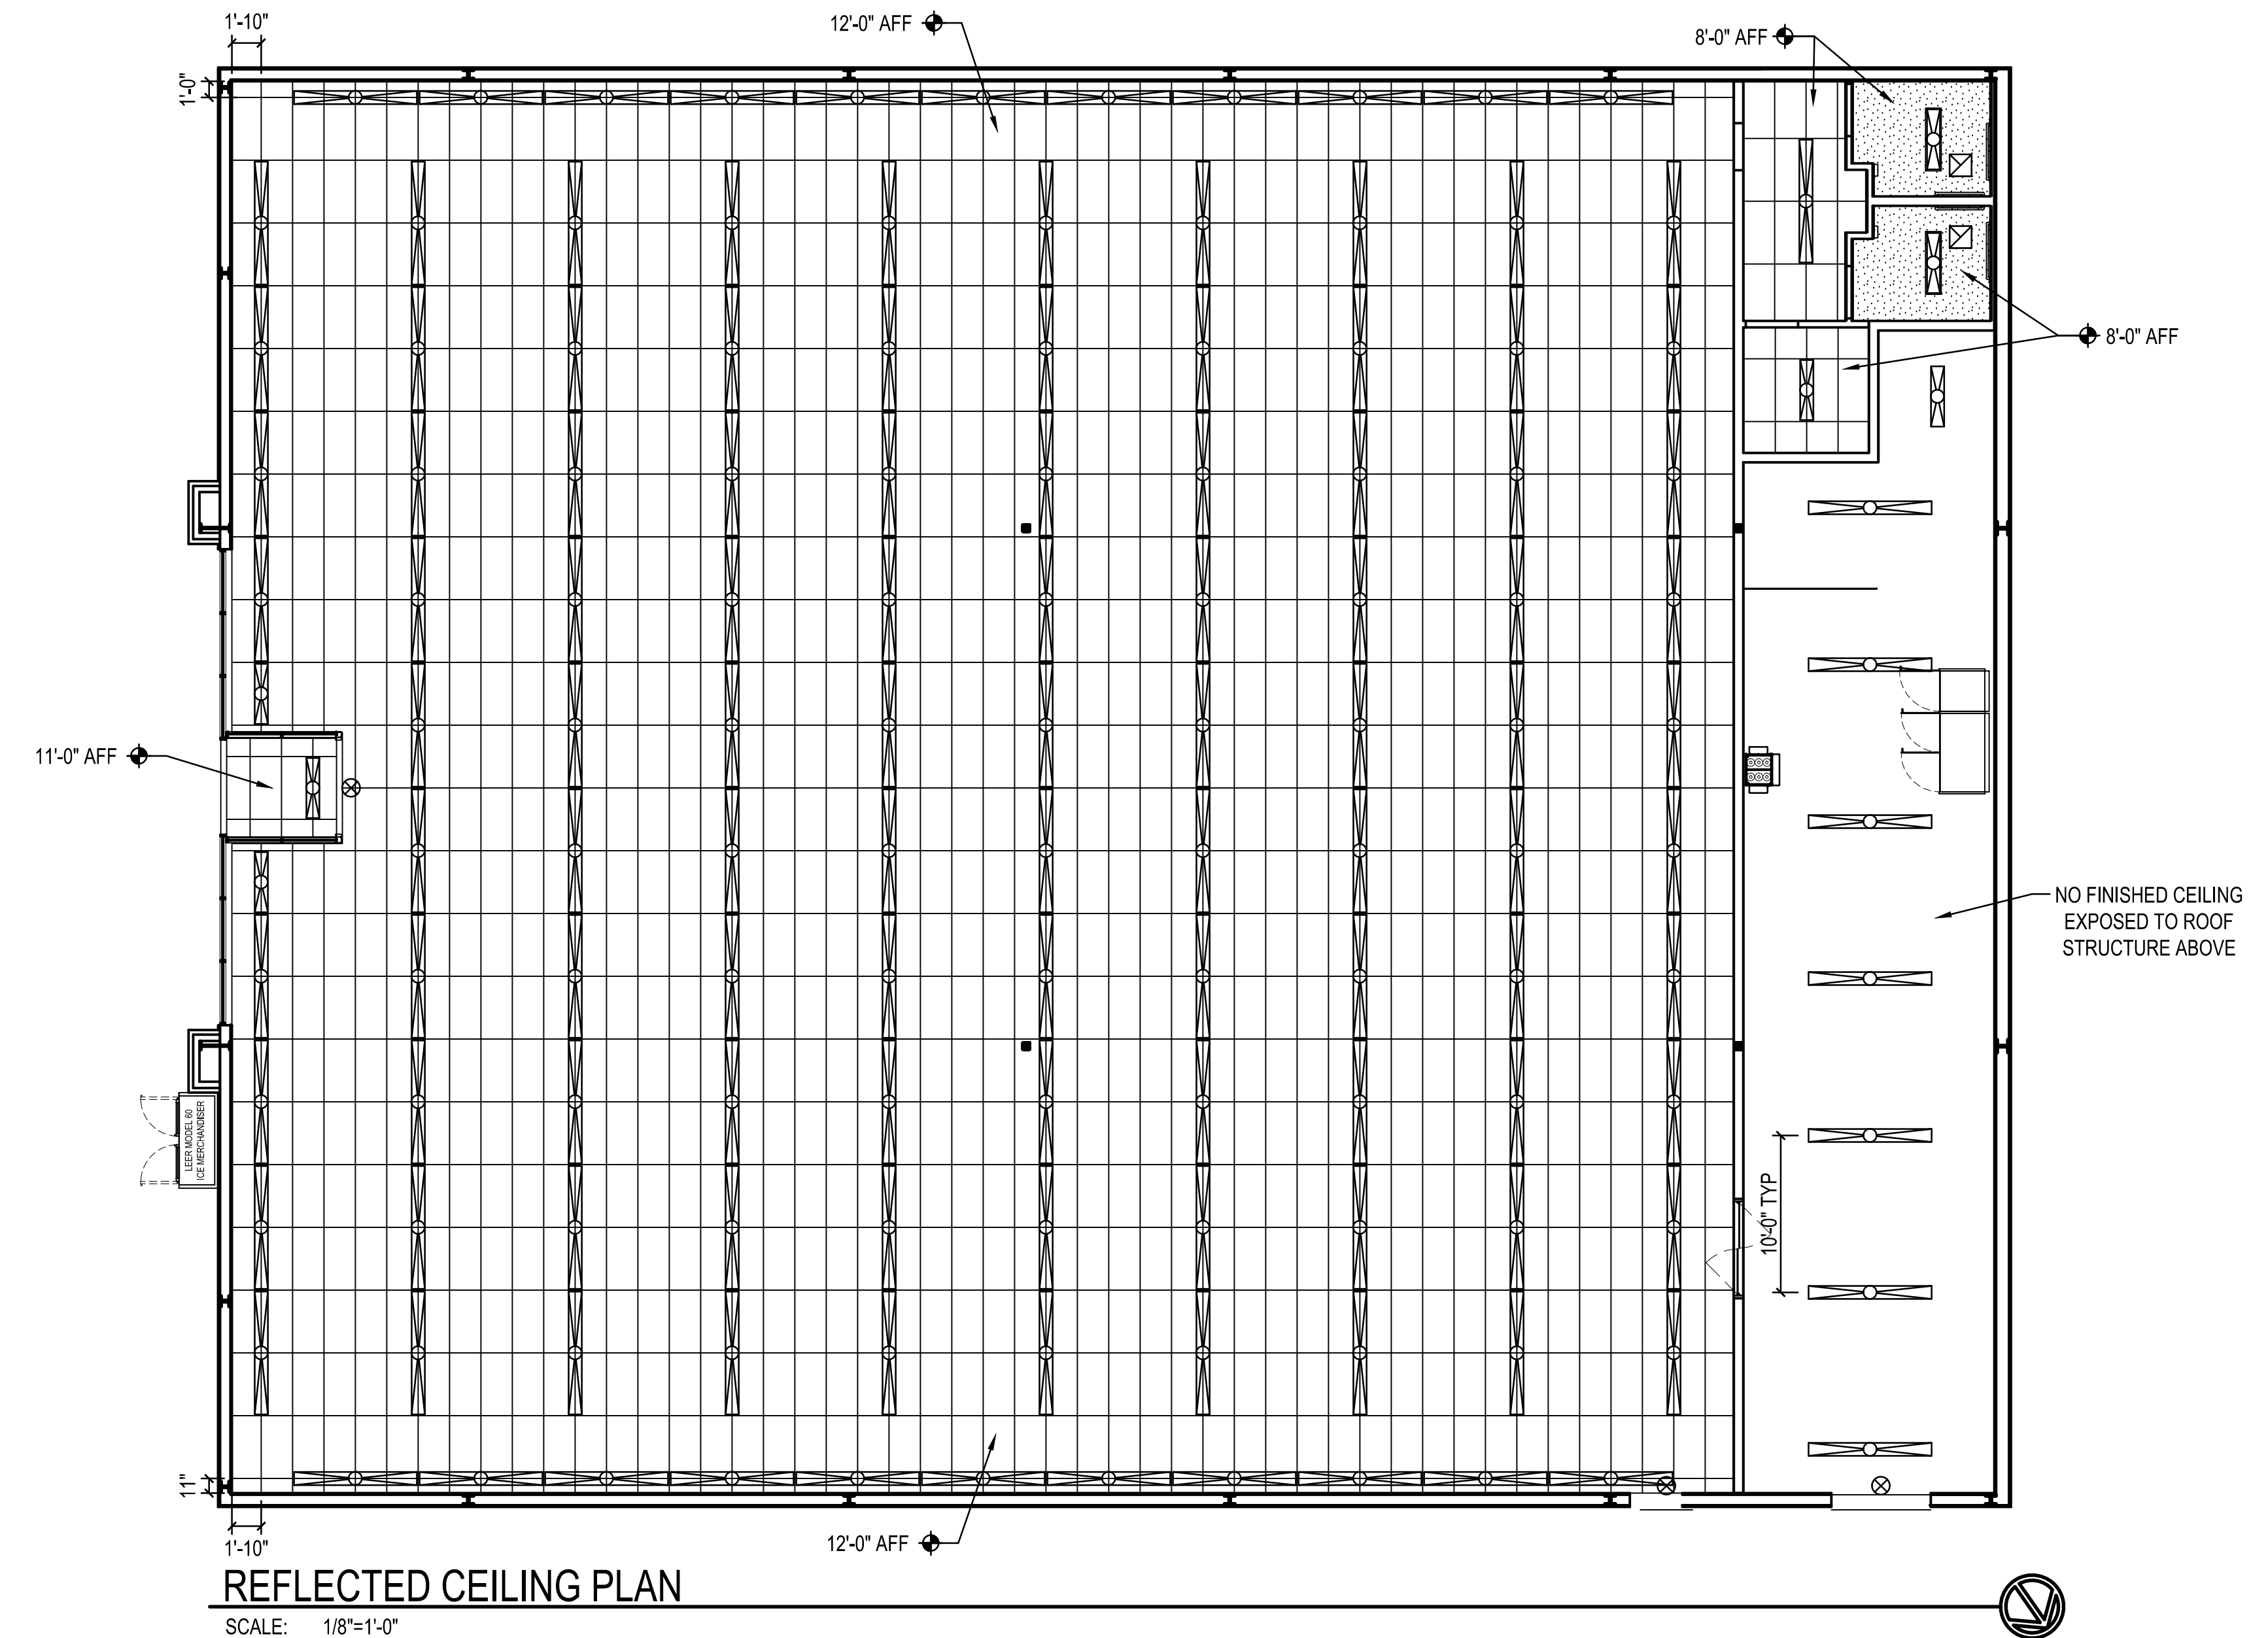 1'-10"
12'-0" AFF
8'-0" AFF
1'-0"
8'-0" AFF
11'-0" AFF
NO FINISHED CEILING
EXPOSED TO ROOF
STRUCTURE ABOVE
LEER MODEL 60
ICE MERCHANDISER
10'-0" TYP
11"
12'-0" AFF
1'-10"
REFLECTED CEILING PLAN
SCALE: 1/8"=1'-0"